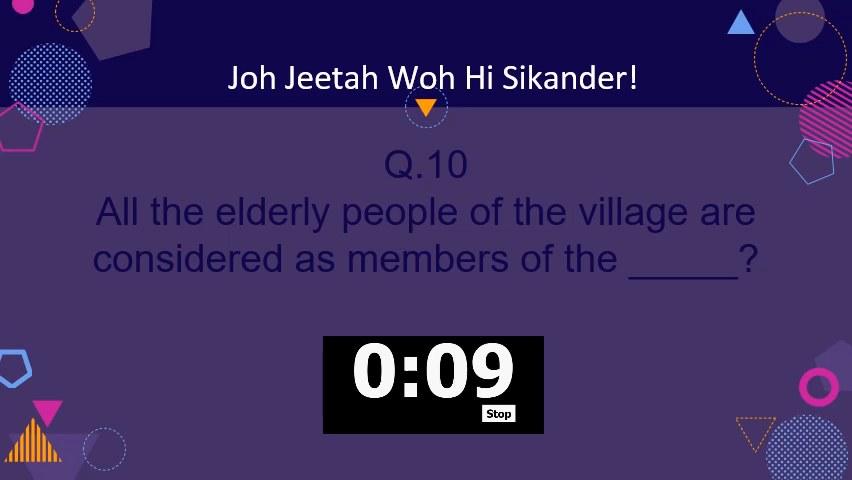 Joh Jeetah Woh Hi Sikander!
Q.10
All the elderly people of the village are
considered as members of the _____?
0:09
Stop